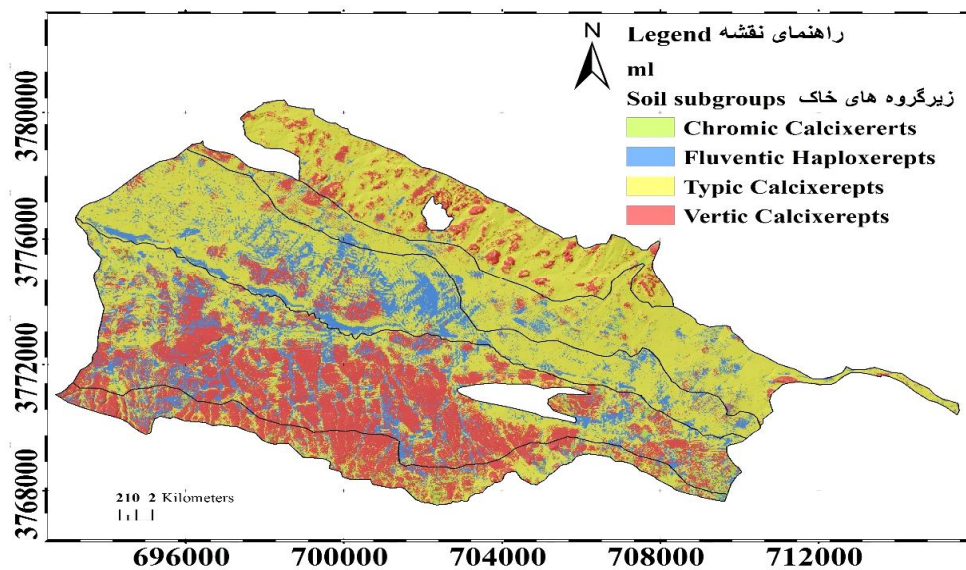 N
Legend راهنمای نقشه
ml
Soil subgroups زیرگروه های خاک
Chromic Calcixererts
Fluventic Haploxerepts
Typic Calcixerepts
Vertic Calcixerepts
3780000
3776000
3772000
3768000
210 2 Kilometers
696000 700000 704000 708000 712000